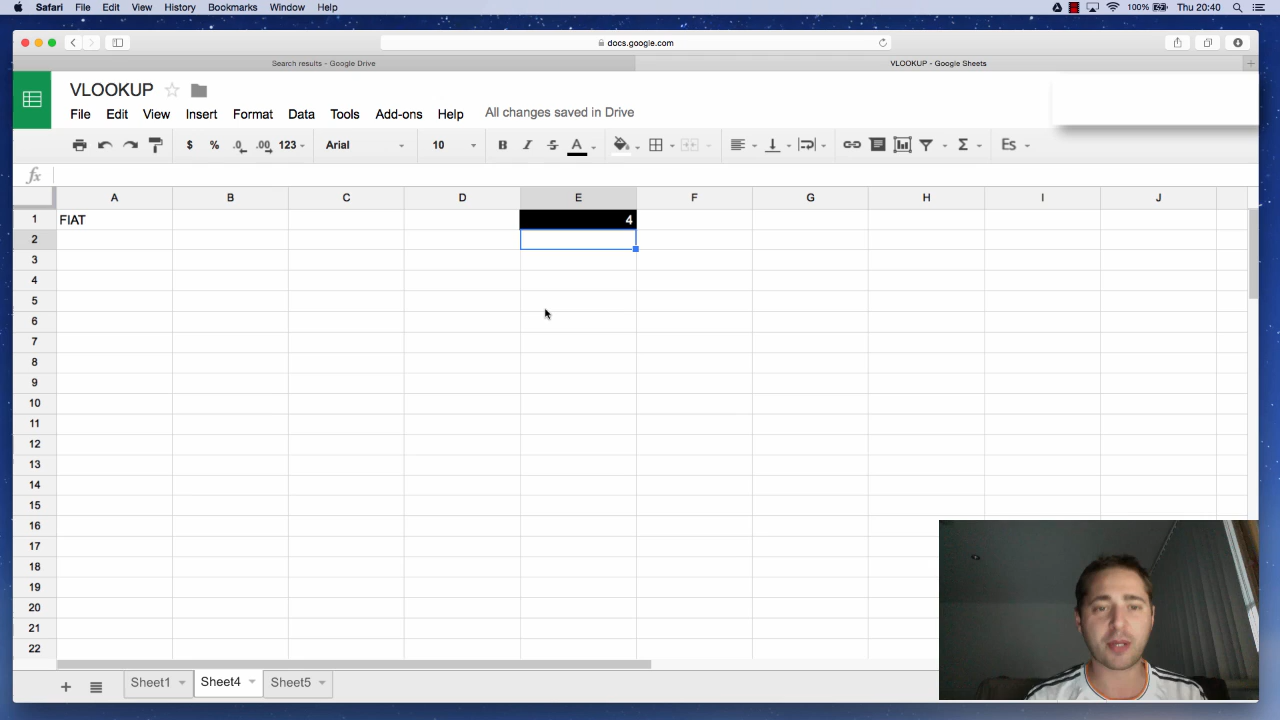 Safari File Edit View History Bookmarks Window Help 100% Thu 20:40
docs.google.com
Search results - Google Drive VLOOKUP - Google Sheets
VLOOKUP
File Edit View Insert Format Data Tools Add-ons Help All changes saved in Drive
$ % .0 .00 123 Arial 10 B I S A Σ Es
fx
A B C D E F G H I J
1 FIAT 4
2
3
4
5
6
7
8
9
10
11
12
13
14
15
16
17
18
19
20
21
22
Sheet1 Sheet4 Sheet5